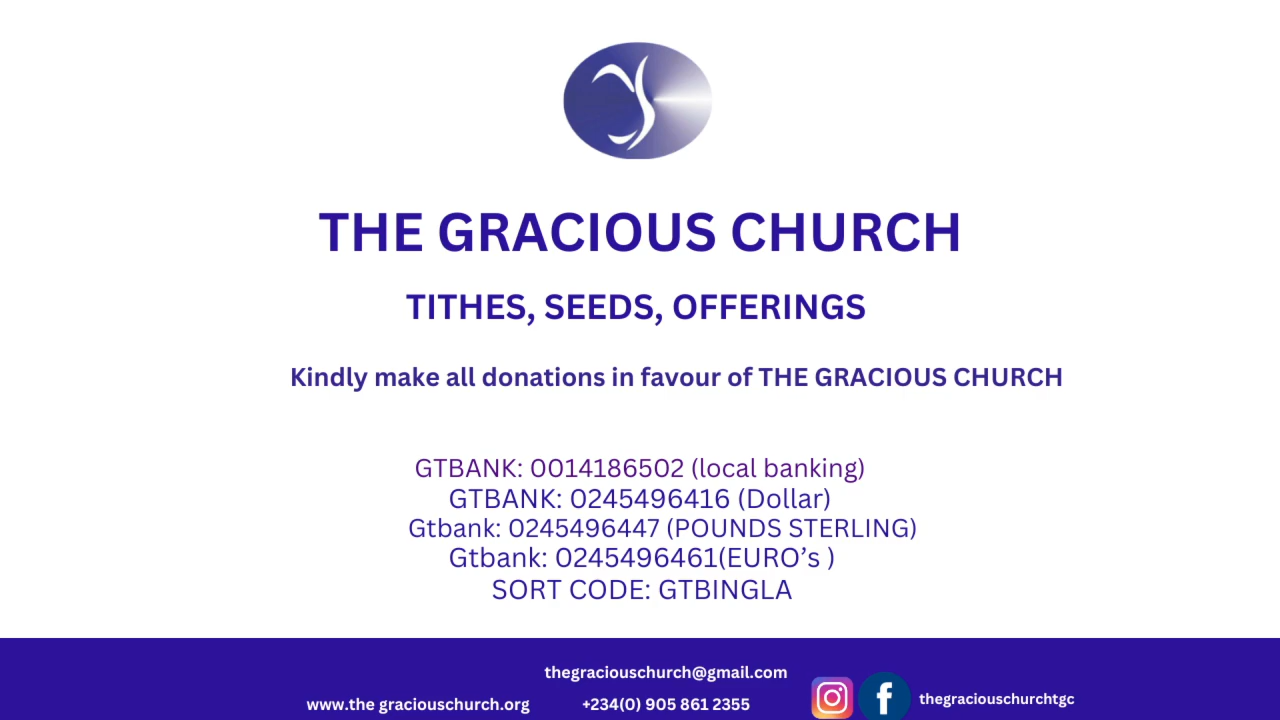 THE GRACIOUS CHURCH
TITHES, SEEDS, OFFERINGS
Kindly make all donations in favour of THE GRACIOUS CHURCH
GTBANK: 0014186502 (local banking)
GTBANK: 0245496416 (Dollar)
Gtbank: 0245496447 (POUNDS STERLING)
Gtbank: 0245496461(EURO’s )
SORT CODE: GTBINGLA
thegraciouschurch@gmail.com
www.the graciouschurch.org
+234(0) 905 861 2355
thegraciouschurchtgc